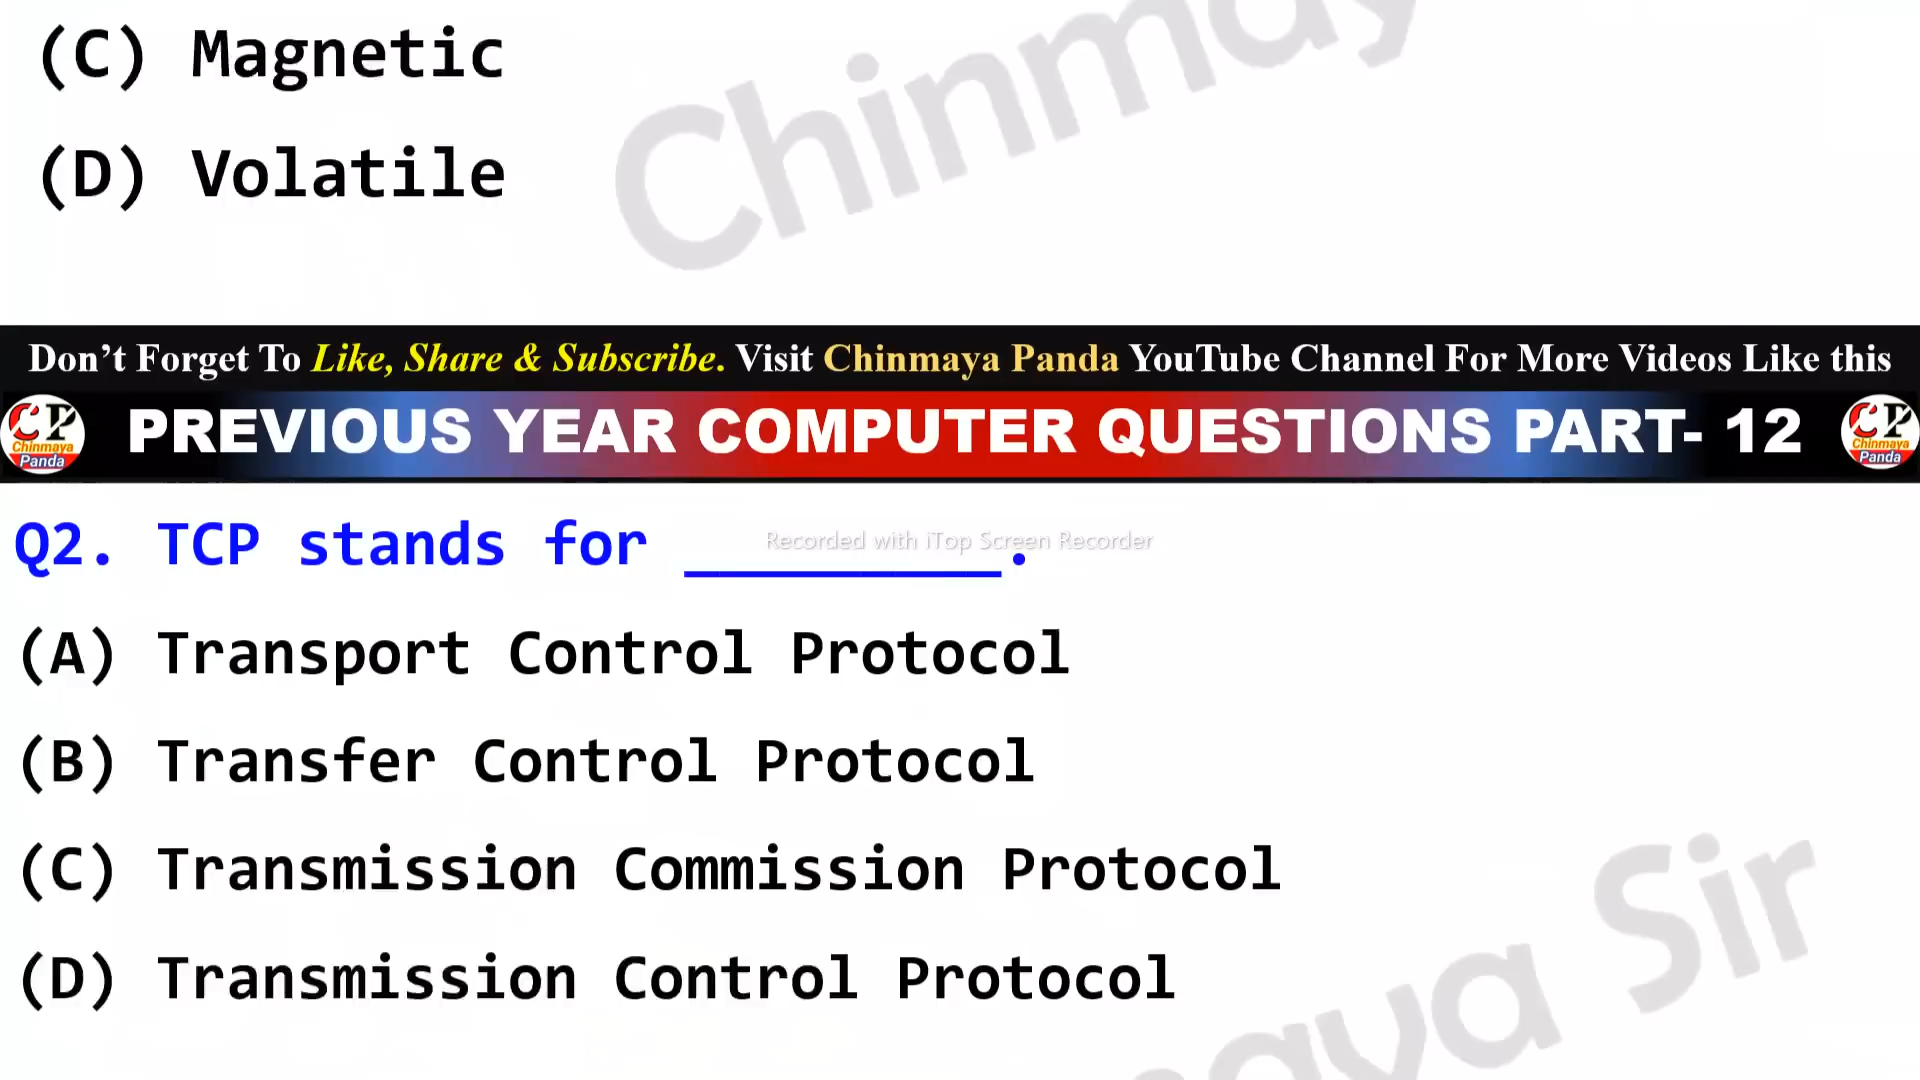 (C) Magnetic
(D) Volatile
Chinmay
Don’t Forget To Like, Share & Subscribe. Visit Chinmaya Panda YouTube Channel For More Videos Like this
CP Chinmaya Panda
PREVIOUS YEAR COMPUTER QUESTIONS PART- 12
CP Chinmaya Panda
Q2. TCP stands for _________.
Recorded with iTop Screen Recorder
(A) Transport Control Protocol
(B) Transfer Control Protocol
(C) Transmission Commission Protocol
(D) Transmission Control Protocol
naya Sir